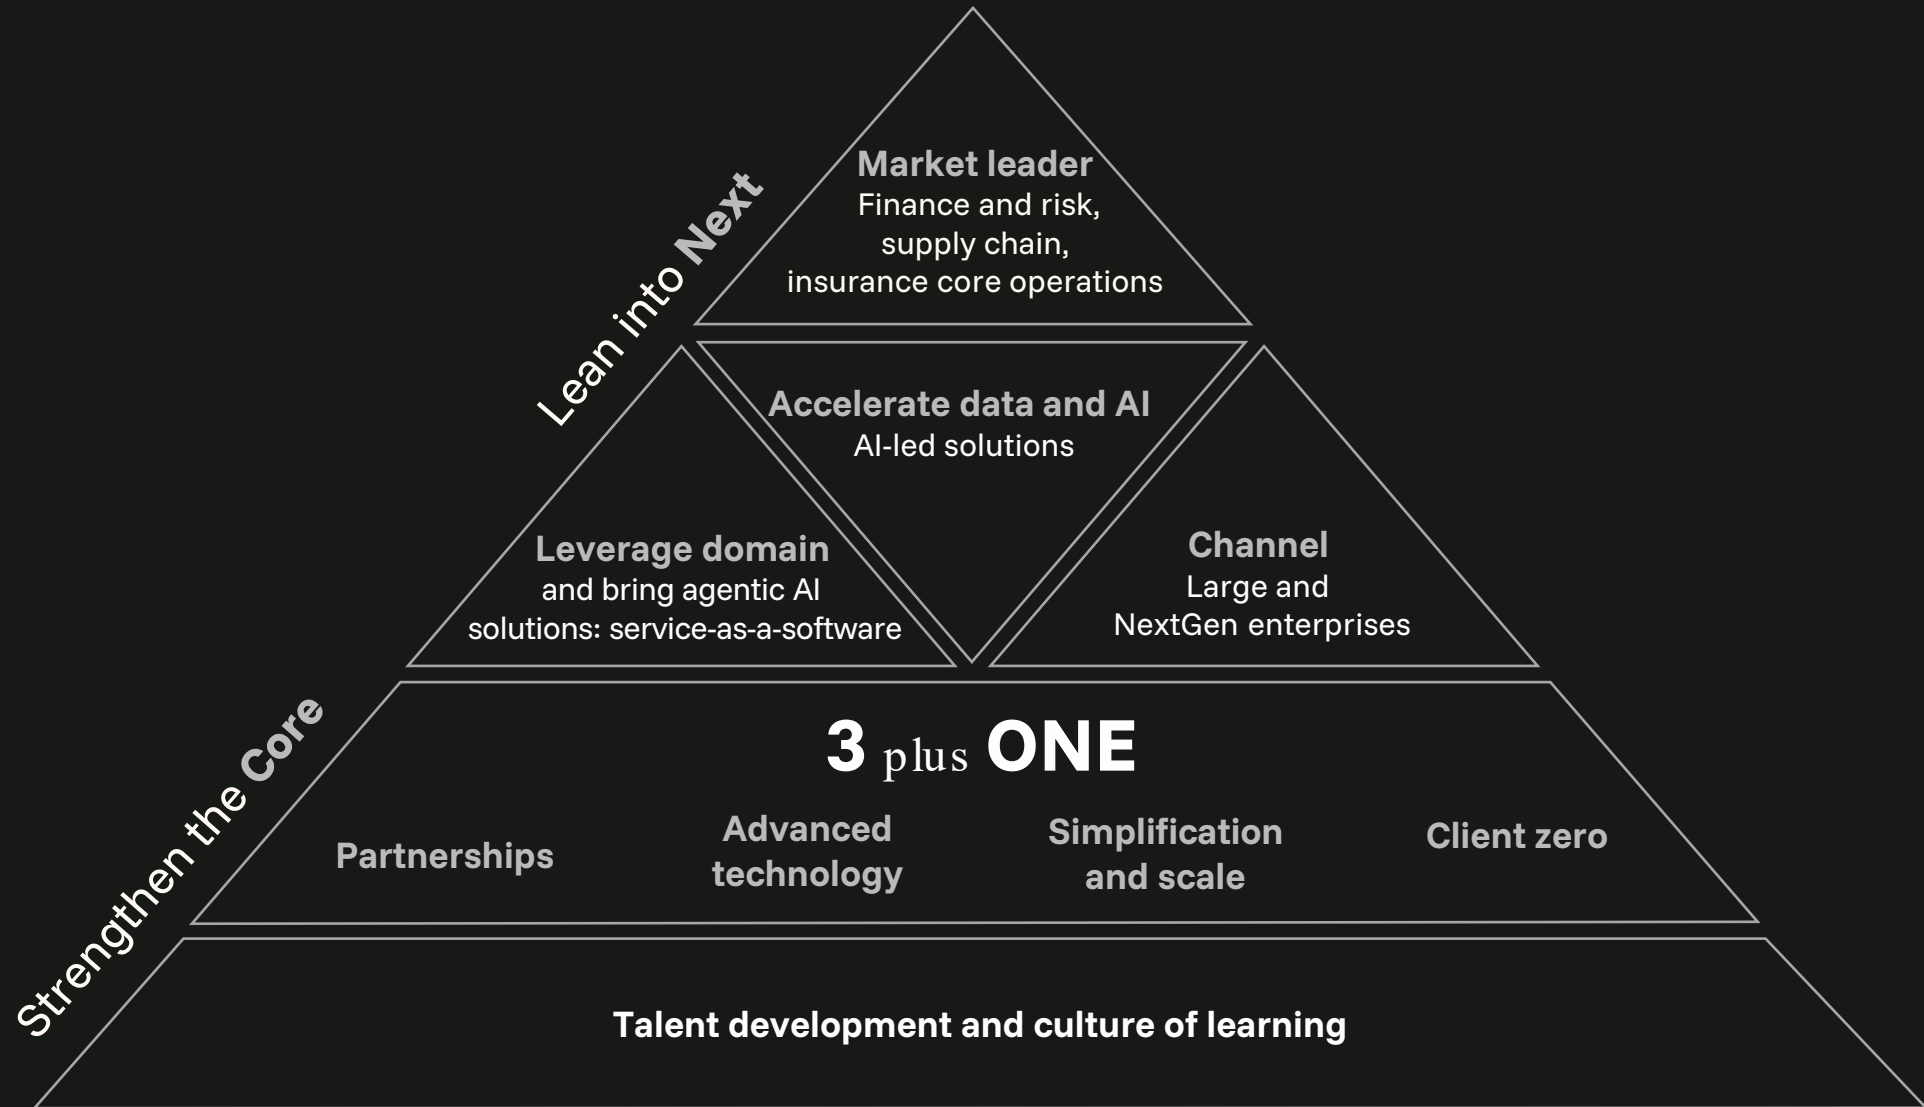 Lean into Next
Market leader
Finance and risk,
supply chain,
insurance core operations
Accelerate data and AI
AI-led solutions
Leverage domain
and bring agentic AI
solutions: service-as-a-software
Channel
Large and
NextGen enterprises
Strengthen the Core
3 plus ONE
Partnerships
Advanced
technology
Simplification
and scale
Client zero
Talent development and culture of learning